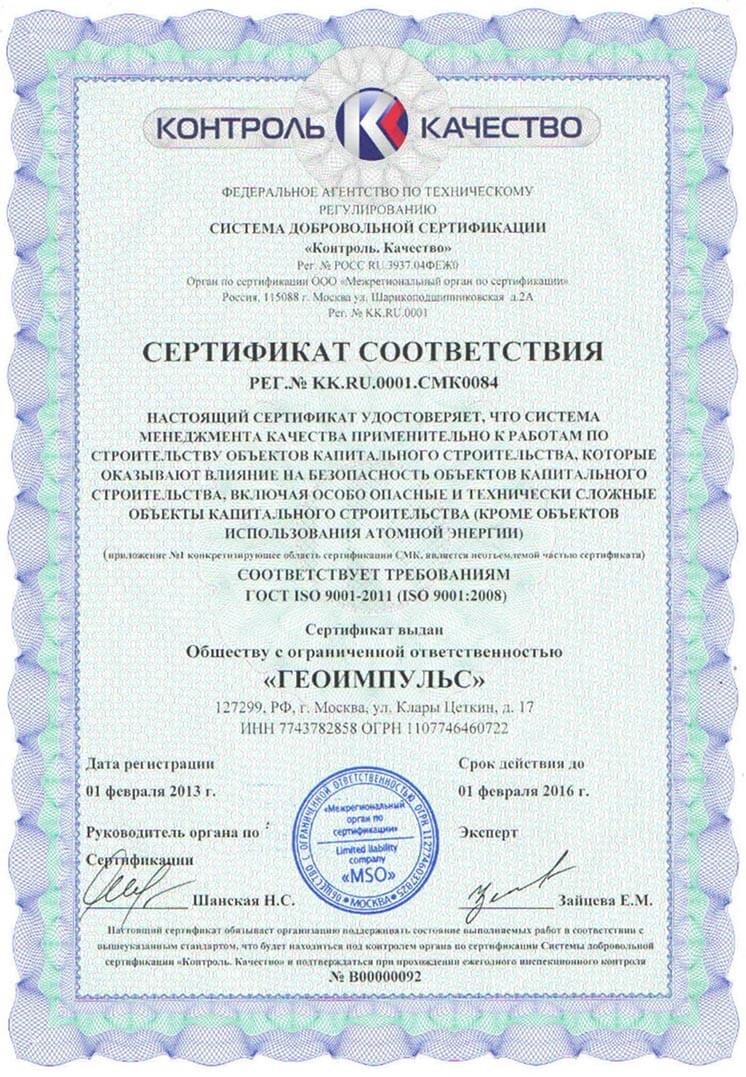 КОНТРОЛЬ КАЧЕСТВО
ФЕДЕРАЛЬНОЕ АГЕНТСТВО ПО ТЕХНИЧЕСКОМУ
РЕГУЛИРОВАНИЮ
СИСТЕМА ДОБРОВОЛЬНОЙ СЕРТИФИКАЦИИ
«Контроль. Качество»
Рег. № РОСС RU.3937.04ФЕЖ0
Орган по сертификации ООО «Межрегиональный орган по сертификации»
Россия, 115088 г. Москва ул. Шарикоподшипниковская д.2А
Рег. № KK.RU.0001
СЕРТИФИКАТ СООТВЕТСТВИЯ
РЕГ.№ KK.RU.0001.СМК0084
НАСТОЯЩИЙ СЕРТИФИКАТ УДОСТОВЕРЯЕТ, ЧТО СИСТЕМА
МЕНЕДЖМЕНТА КАЧЕСТВА ПРИМЕНИТЕЛЬНО К РАБОТАМ ПО
СТРОИТЕЛЬСТВУ ОБЪЕКТОВ КАПИТАЛЬНОГО СТРОИТЕЛЬСТВА, КОТОРЫЕ
ОКАЗЫВАЮТ ВЛИЯНИЕ НА БЕЗОПАСНОСТЬ ОБЪЕКТОВ КАПИТАЛЬНОГО
СТРОИТЕЛЬСТВА, ВКЛЮЧАЯ ОСОБО ОПАСНЫЕ И ТЕХНИЧЕСКИ СЛОЖНЫЕ
ОБЪЕКТЫ КАПИТАЛЬНОГО СТРОИТЕЛЬСТВА (КРОМЕ ОБЪЕКТОВ
ИСПОЛЬЗОВАНИЯ АТОМНОЙ ЭНЕРГИИ)
(приложение №1 конкретизирующее область сертификации СМК, является неотъемлемой частью сертификата)
СООТВЕТСТВУЕТ ТРЕБОВАНИЯМ
ГОСТ ISO 9001-2011 (ISO 9001:2008)
Сертификат выдан
Обществу с ограниченной ответственностью
«ГЕОИМПУЛЬС»
127299, РФ, г. Москва, ул. Клары Цеткин, д. 17
ИНН 7743782858 ОГРН 1107746460722
Дата регистрации
01 февраля 2013 г.
Срок действия до
01 февраля 2016 г.
Руководитель органа по
Сертификации
Шанская Н.С.
Эксперт
Зайцева Е.М.
ОБЩЕСТВО С ОГРАНИЧЕННОЙ ОТВЕТСТВЕННОСТЬЮ
МОСКВА
«Межрегиональный
орган по
сертификации»
Limited liability
company
«MSO»
Настоящий сертификат обязывает организацию поддерживать состояние выполняемых работ в соответствии с
вышеуказанным стандартом, что будет находиться под контролем органа по сертификации Системы добровольной
сертификации «Контроль. Качество» и подтверждаться при прохождении ежегодного инспекционного контроля
№ В00000092